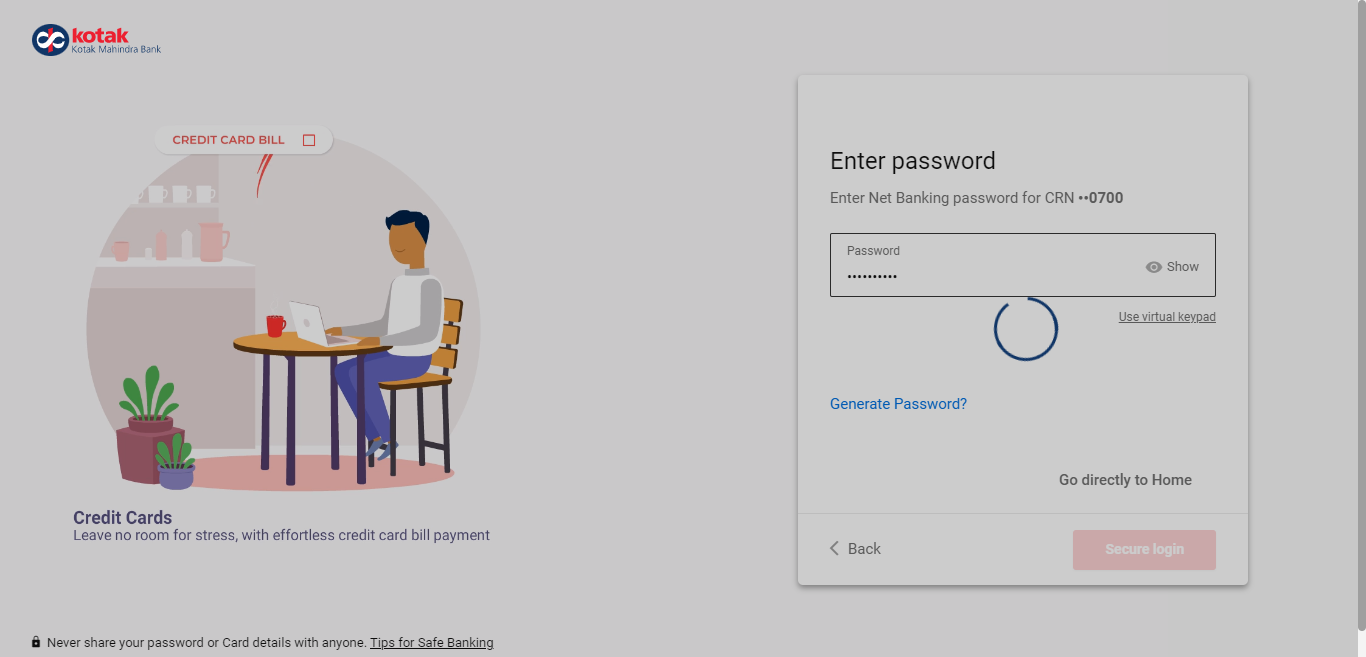 kotak
Kotak Mahindra Bank
CREDIT CARD BILL
Credit Cards
Leave no room for stress, with effortless credit card bill payment
Enter password
Enter Net Banking password for CRN ••0700
Password
•••••••••• Show
Use virtual keypad
Generate Password?
Go directly to Home
Back
Secure login
Never share your password or Card details with anyone. Tips for Safe Banking